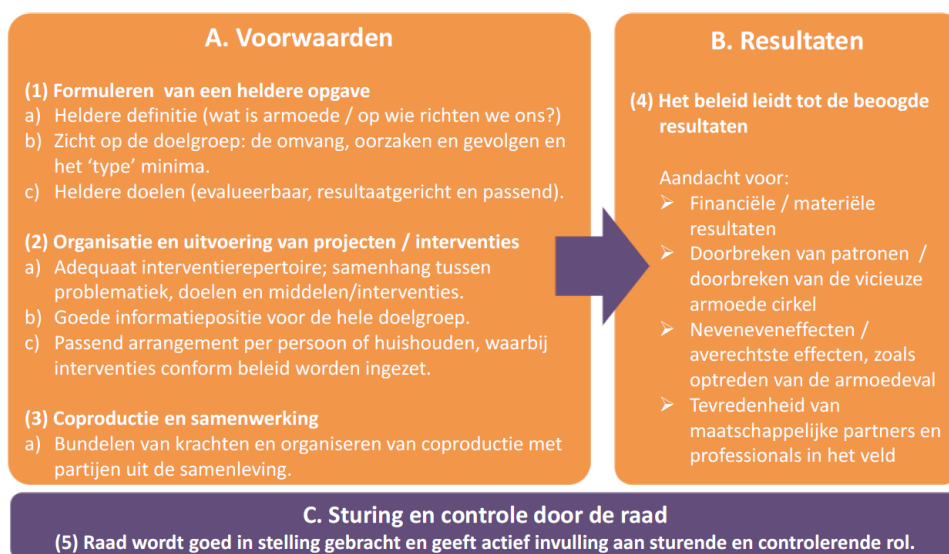 A. Voorwaarden
(1) Formuleren van een heldere opgave
a) Heldere definitie (wat is armoede / op wie richten we ons?)
b) Zicht op de doelgroep: de omvang, oorzaken en gevolgen en
het ‘type’ minima.
c) Heldere doelen (evalueerbaar, resultaatgericht en passend).
(2) Organisatie en uitvoering van projecten / interventies
a) Adequaat interventierepertoire; samenhang tussen
problematiek, doelen en middelen/interventies.
b) Goede informatiepositie voor de hele doelgroep.
c) Passend arrangement per persoon of huishouden, waarbij
interventies conform beleid worden ingezet.
(3) Coproductie en samenwerking
a) Bundelen van krachten en organiseren van coproductie met
partijen uit de samenleving.
B. Resultaten
(4) Het beleid leidt tot de beoogde
resultaten
Aandacht voor:
➢ Financiële / materiële
resultaten
➢ Doorbreken van patronen /
doorbreken van de vicieuze
armoede cirkel
➢ Neveneveneffecten /
averechtste effecten, zoals
optreden van de armoedeval
➢ Tevredenheid van
maatschappelijke partners en
professionals in het veld
C. Sturing en controle door de raad
(5) Raad wordt goed in stelling gebracht en geeft actief invulling aan sturende en controlerende rol.